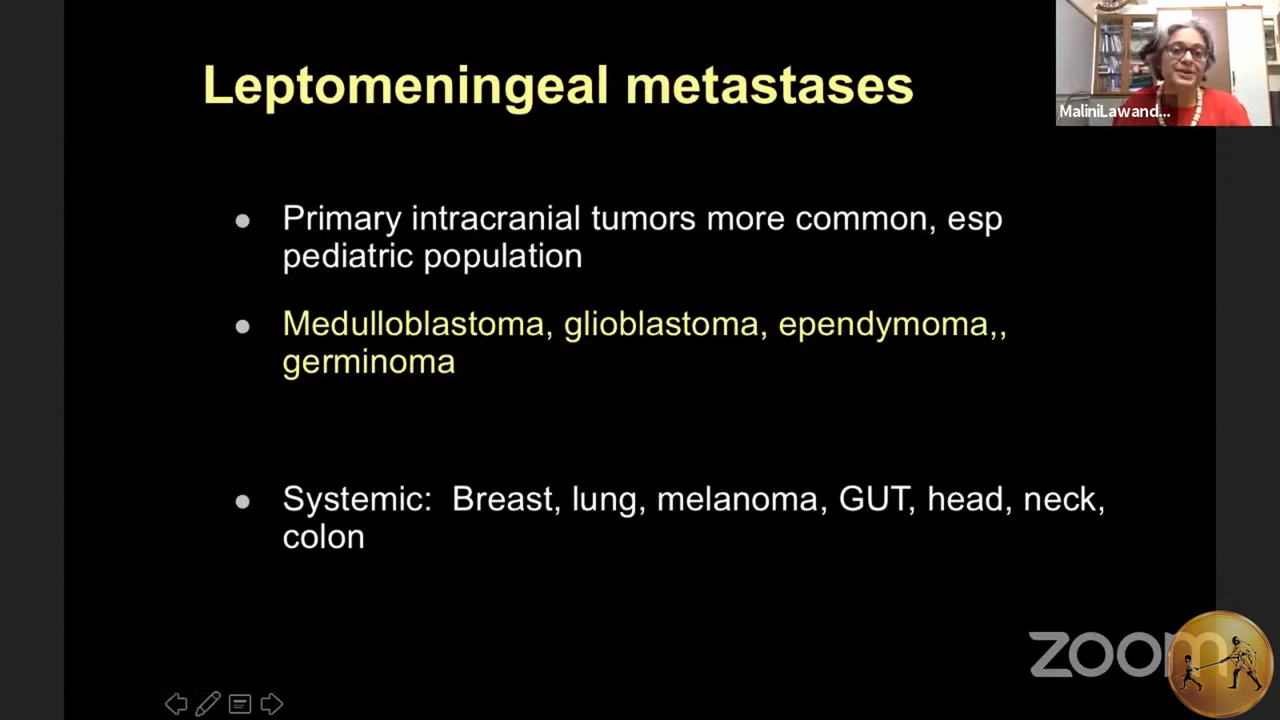 Leptomeningeal metastases
MaliniLawand...
● Primary intracranial tumors more common, esp
pediatric population
● Medulloblastoma, glioblastoma, ependymoma,,
germinoma
● Systemic: Breast, lung, melanoma, GUT, head, neck,
colon
zoom